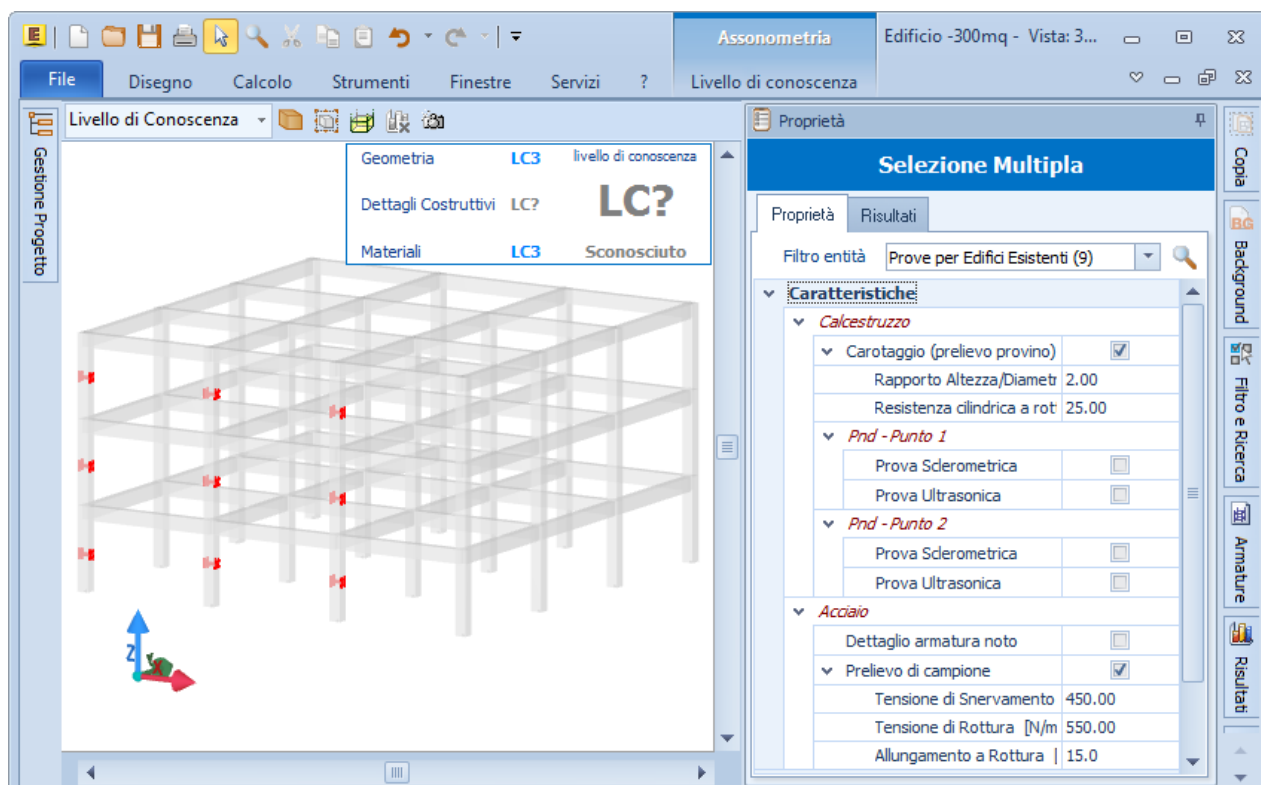 Assonometria
Edificio -300mq - Vista: 3...
File
Disegno
Calcolo
Strumenti
Finestre
Servizi
?
Livello di conoscenza
Gestione Progetto
Livello di Conoscenza
Geometria LC3 livello di conoscenza
Dettagli Costruttivi LC? LC?
Materiali LC3 Sconosciuto
Z
Proprietà
Selezione Multipla
Proprietà
Risultati
Filtro entità Prove per Edifici Esistenti (9)
Caratteristiche
Calcestruzzo
Carotaggio (prelievo provino)
Rapporto Altezza/Diametr 2.00
Resistenza cilindrica a rot 25.00
Pnd - Punto 1
Prova Sclerometrica
Prova Ultrasonica
Pnd - Punto 2
Prova Sclerometrica
Prova Ultrasonica
Acciaio
Dettaglio armatura noto
Prelievo di campione
Tensione di Snervamento 450.00
Tensione di Rottura [N/m 550.00
Allungamento a Rottura [ 15.0
Copia
BG
Background
Filtro e Ricerca
Armature
Risultati